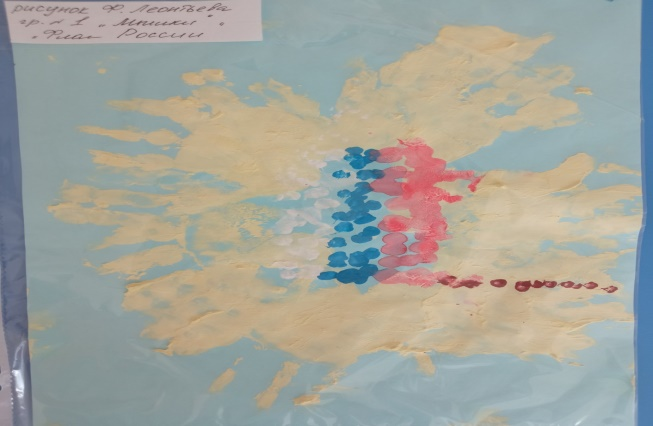 рисунок Ф. Леонтьева
гр. № 1 „Мишки“.
„Флаг России